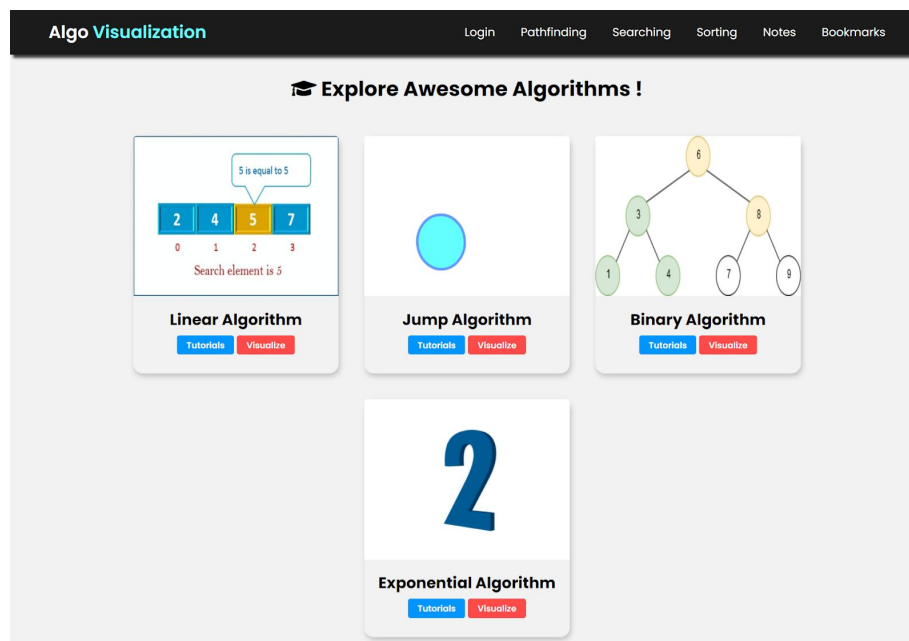 Algo Visualization
Login Pathfinding Searching Sorting Notes Bookmarks
Explore Awesome Algorithms !
5 is equal to 5
2 4 5 7
0 1 2 3
Search element is 5
6
3 8
1 4 7 9
Linear Algorithm
Tutorials Visualize
Jump Algorithm
Tutorials Visualize
Binary Algorithm
Tutorials Visualize
2
Exponential Algorithm
Tutorials Visualize